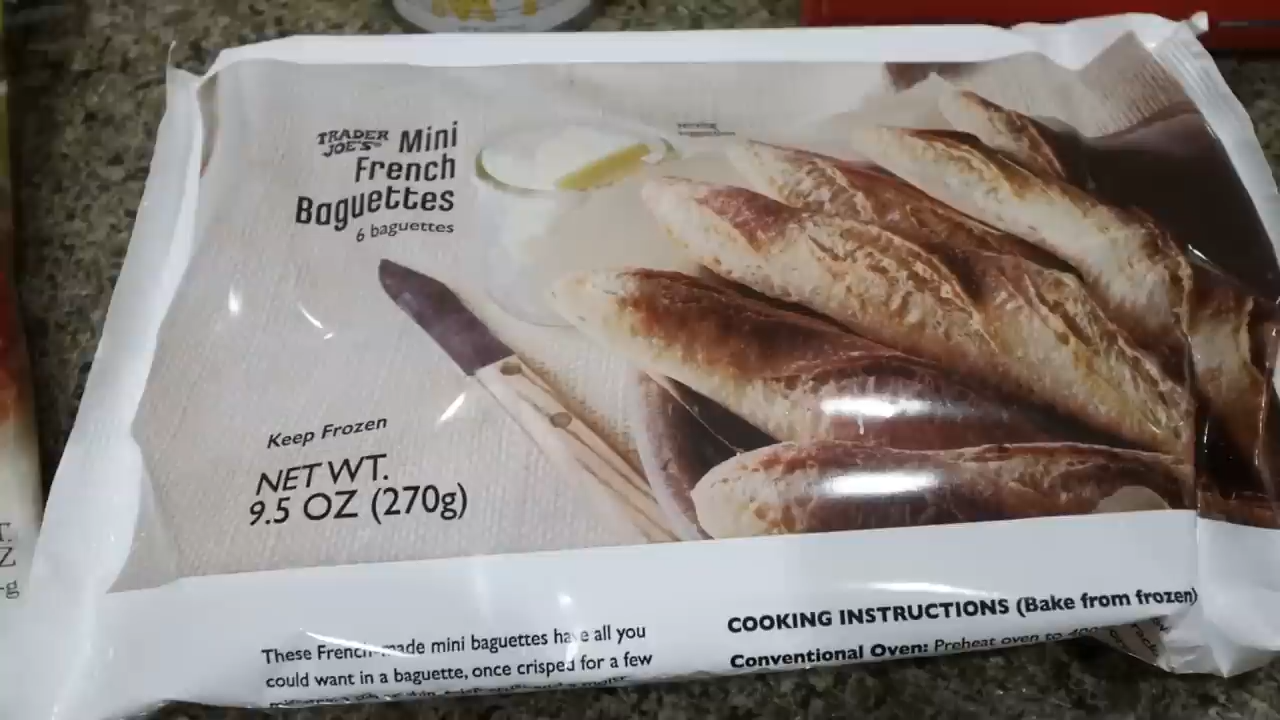 TRADER
JOE'S®
Mini
French
Baguettes
6 baguettes
Keep Frozen
NET WT.
9.5 OZ (270g)
These French-made mini baguettes have all you
could want in a baguette, once crisped for a few
COOKING INSTRUCTIONS (Bake from frozen)
Conventional Oven: Preheat oven to
T.
Z
-g